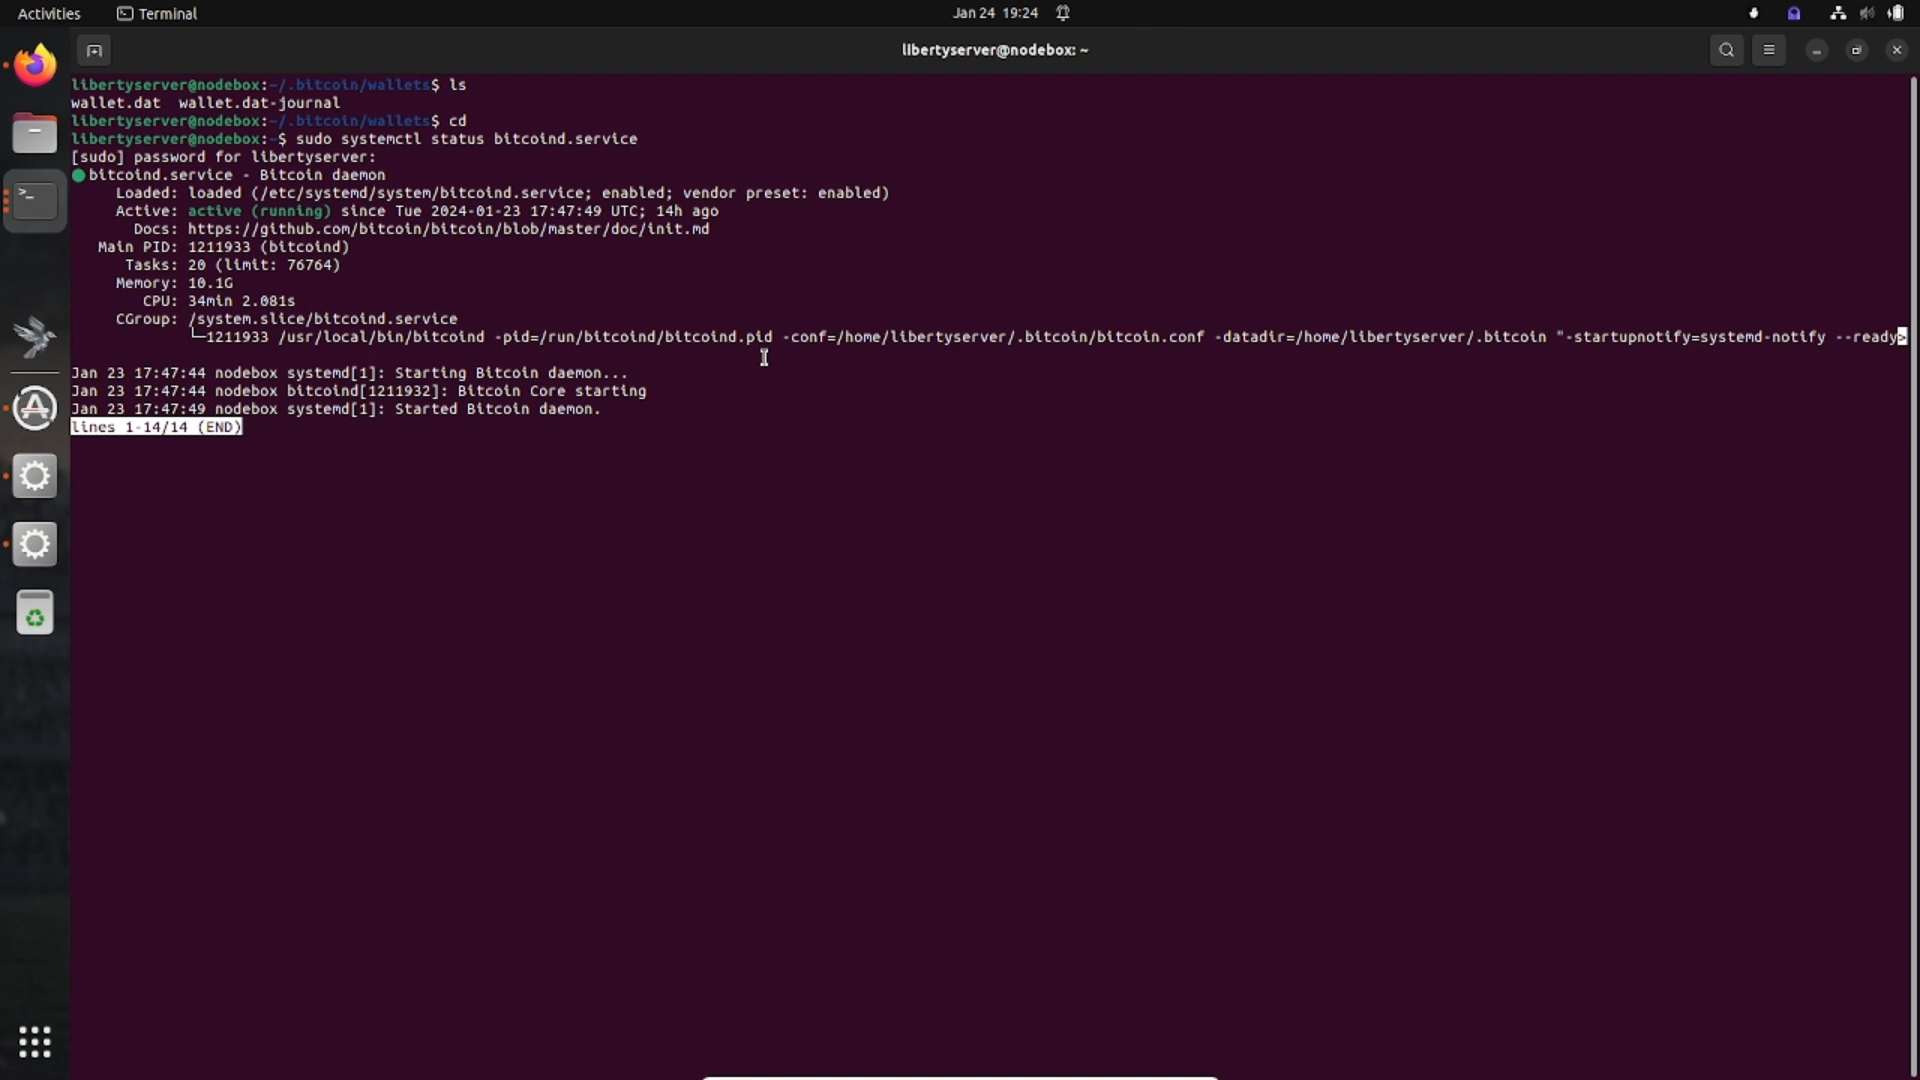 Activities Terminal Jan 24 19:24
libertyserver@nodebox: ~
libertyserver@nodebox:~/.bitcoin/wallets$ ls
wallet.dat  wallet.dat-journal
libertyserver@nodebox:~/.bitcoin/wallets$ cd
libertyserver@nodebox:~$ sudo systemctl status bitcoind.service
[sudo] password for libertyserver:
● bitcoind.service - Bitcoin daemon
     Loaded: loaded (/etc/systemd/system/bitcoind.service; enabled; vendor preset: enabled)
     Active: active (running) since Tue 2024-01-23 17:47:49 UTC; 14h ago
       Docs: https://github.com/bitcoin/bitcoin/blob/master/doc/init.md
   Main PID: 1211933 (bitcoind)
      Tasks: 20 (limit: 76764)
     Memory: 10.1G
        CPU: 34min 2.081s
     CGroup: /system.slice/bitcoind.service
             └─1211933 /usr/local/bin/bitcoind -pid=/run/bitcoind/bitcoind.pid -conf=/home/libertyserver/.bitcoin/bitcoin.conf -datadir=/home/libertyserver/.bitcoin "-startupnotify=systemd-notify --ready>
Jan 23 17:47:44 nodebox systemd[1]: Starting Bitcoin daemon...
Jan 23 17:47:44 nodebox bitcoind[1211932]: Bitcoin Core starting
Jan 23 17:47:49 nodebox systemd[1]: Started Bitcoin daemon.
lines 1-14/14 (END)